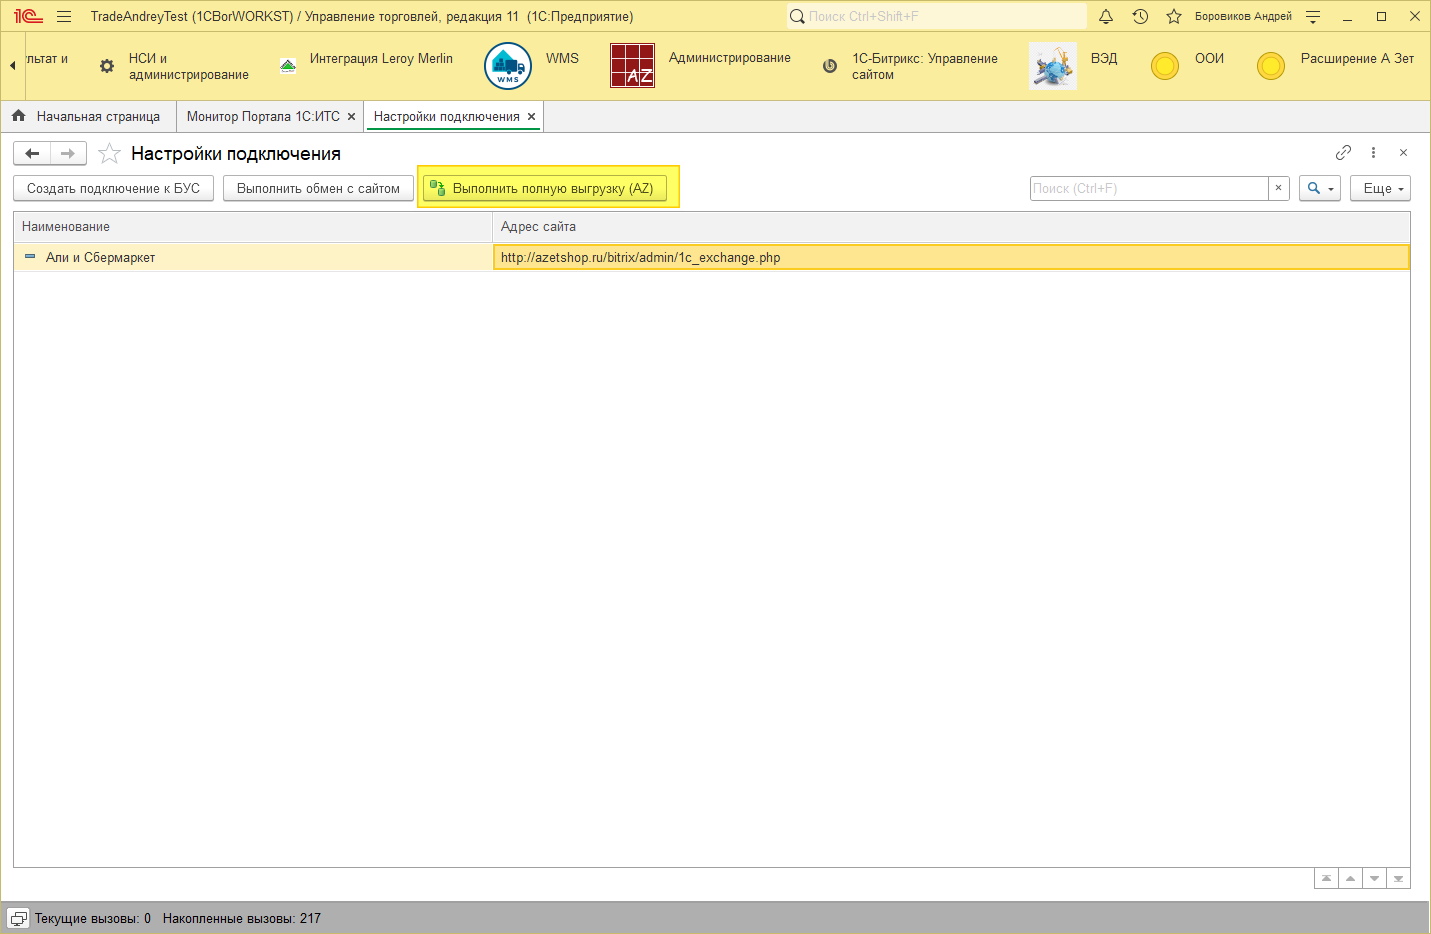 TradeAndreyTest (1CBorWORKST) / Управление торговлей, редакция 11 (1С:Предприятие)
Поиск Ctrl+Shift+F
Боровиков Андрей
льтат и
НСИ и
администрирование
Интеграция Leroy Merlin
WMS
WMS
AZ
Администрирование
1С-Битрикс: Управление
сайтом
ВЭД
ООИ
Расширение А Зет
Начальная страница
Монитор Портала 1С:ИТС
Настройки подключения
Настройки подключения
Создать подключение к БУС
Выполнить обмен с сайтом
Выполнить полную выгрузку (AZ)
Поиск (Ctrl+F)
Еще
Наименование
Адрес сайта
Али и Сбермаркет
http://azetshop.ru/bitrix/admin/1c_exchange.php
Текущие вызовы: 0 Накопленные вызовы: 217